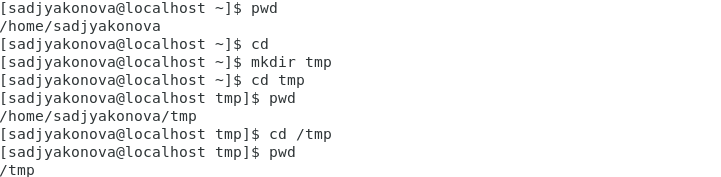 [sadjyakonova@localhost ~]$ pwd
/home/sadjyakonova
[sadjyakonova@localhost ~]$ cd
[sadjyakonova@localhost ~]$ mkdir tmp
[sadjyakonova@localhost ~]$ cd tmp
[sadjyakonova@localhost tmp]$ pwd
/home/sadjyakonova/tmp
[sadjyakonova@localhost tmp]$ cd /tmp
[sadjyakonova@localhost tmp]$ pwd
/tmp